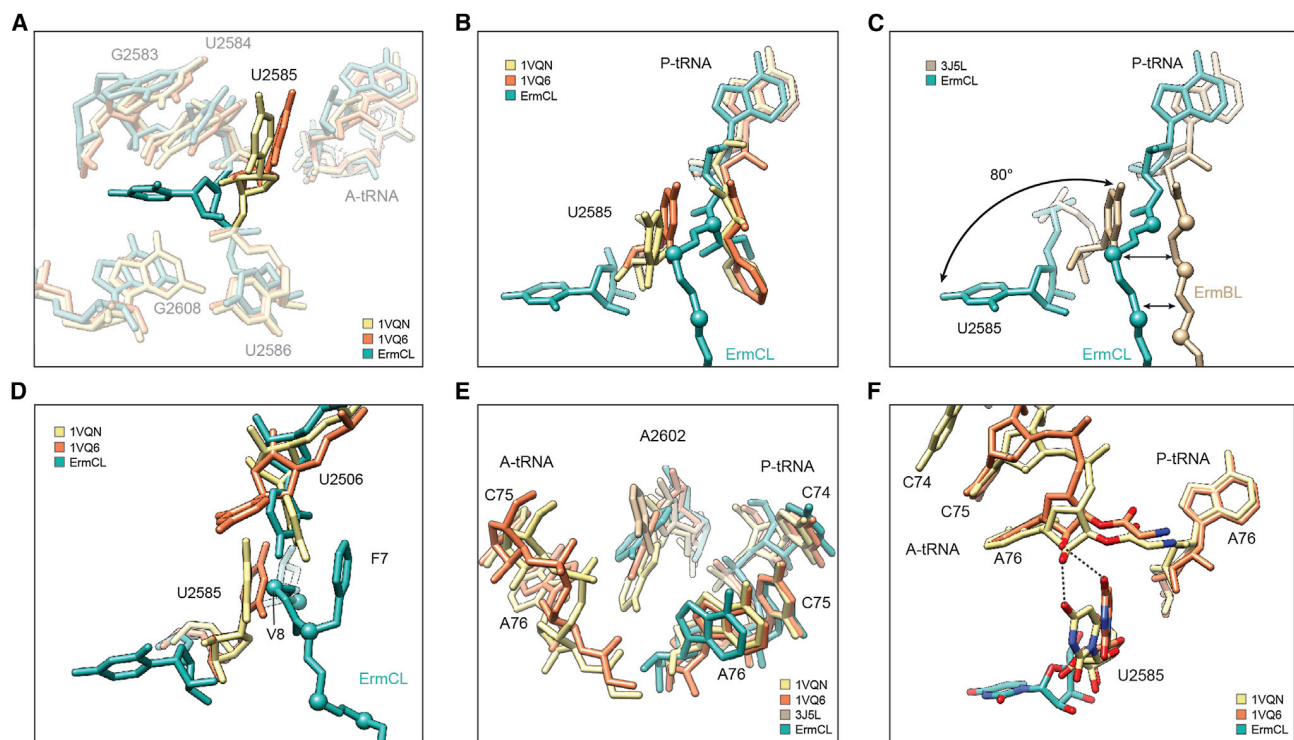 A
G2583
U2584
U2585
A-tRNA
G2608
U2586
1VQN
1VQ6
ErmCL
B
1VQN
1VQ6
ErmCL
P-tRNA
U2585
ErmCL
C
3J5L
ErmCL
P-tRNA
80°
U2585
ErmBL
ErmCL
D
1VQN
1VQ6
ErmCL
U2506
F7
U2585
V8
ErmCL
E
A2602
A-tRNA
P-tRNA
C75
C74
A76
C75
A76
1VQN
1VQ6
3J5L
ErmCL
F
C74
P-tRNA
C75
A-tRNA
A76
A76
U2585
1VQN
1VQ6
ErmCL